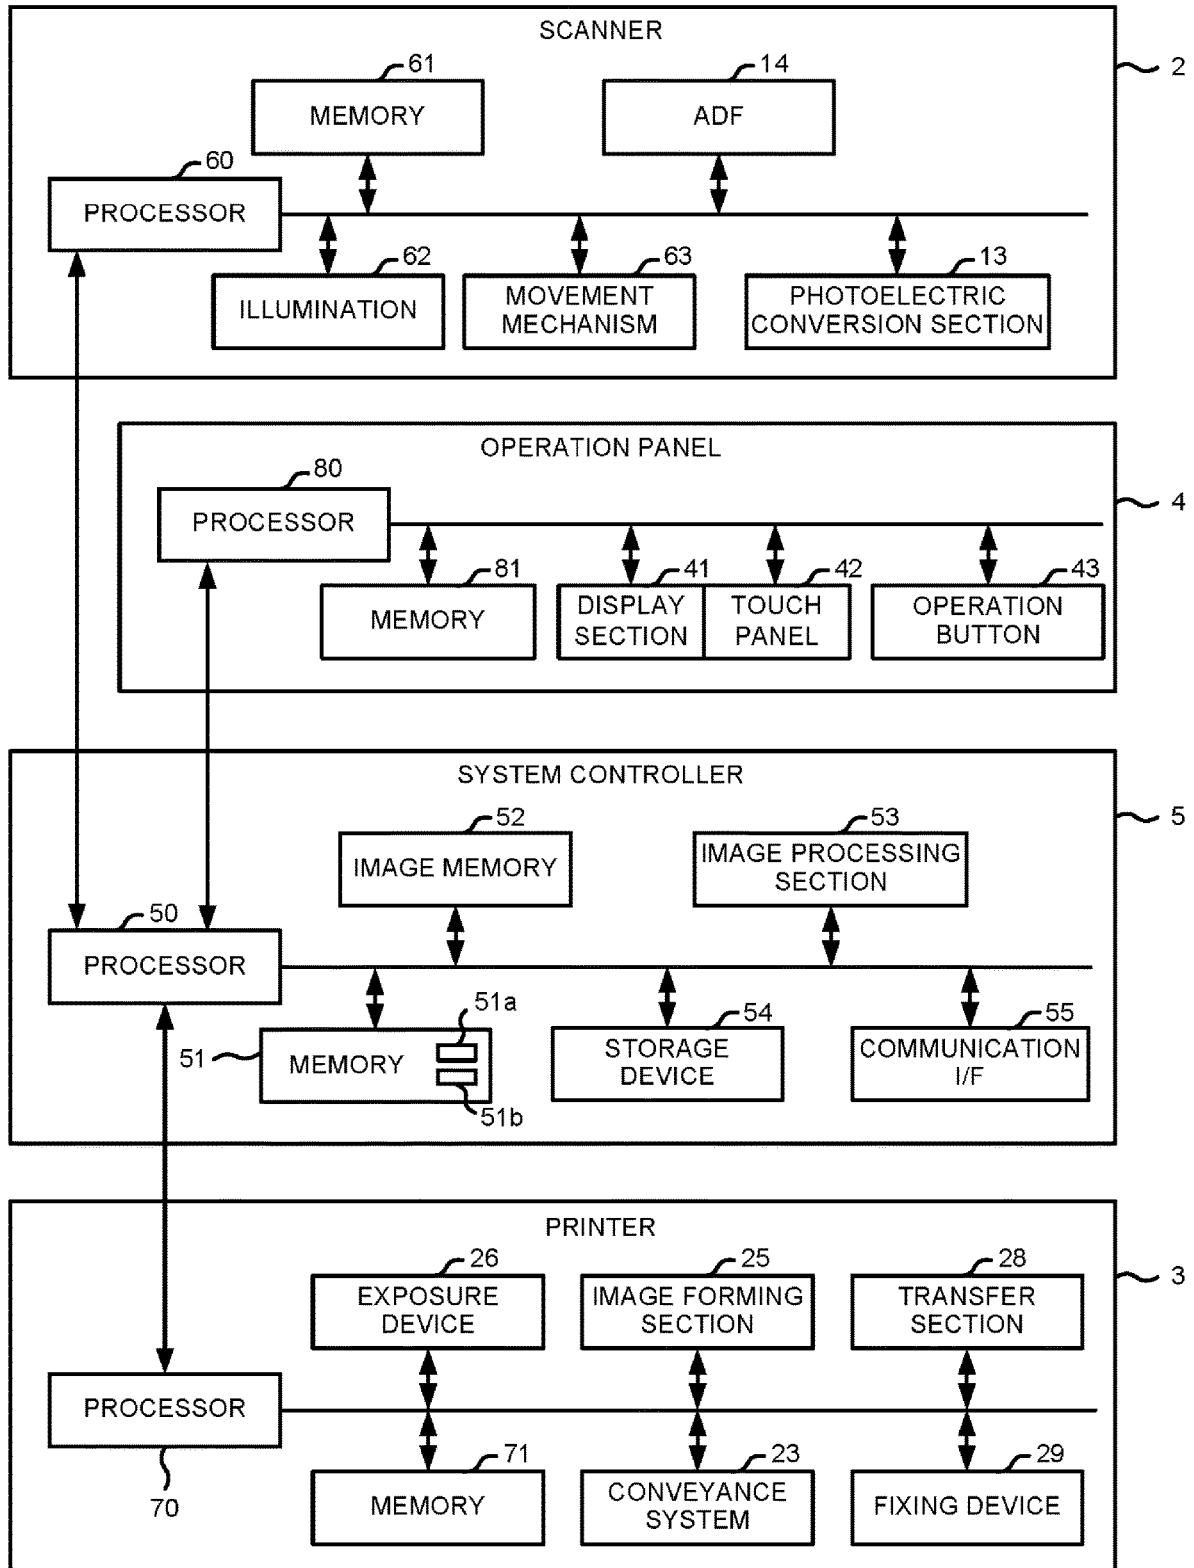 SCANNER
2
61
MEMORY
14
ADF
60
PROCESSOR
62
ILLUMINATION
63
MOVEMENT
MECHANISM
13
PHOTOELECTRIC
CONVERSION SECTION
OPERATION PANEL
4
80
PROCESSOR
81
MEMORY
41
DISPLAY
SECTION
42
TOUCH
PANEL
43
OPERATION
BUTTON
SYSTEM CONTROLLER
5
52
IMAGE MEMORY
53
IMAGE PROCESSING
SECTION
50
PROCESSOR
51
MEMORY
51a
51b
54
STORAGE
DEVICE
55
COMMUNICATION
I/F
PRINTER
3
26
EXPOSURE
DEVICE
25
IMAGE FORMING
SECTION
28
TRANSFER
SECTION
PROCESSOR
70
71
MEMORY
23
CONVEYANCE
SYSTEM
29
FIXING DEVICE